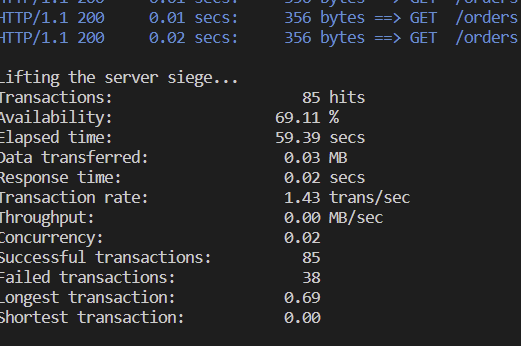 HTTP/1.1 200 0.01 secs: 356 bytes ==> GET /orders
HTTP/1.1 200 0.01 secs: 356 bytes ==> GET /orders
HTTP/1.1 200 0.02 secs: 356 bytes ==> GET /orders
Lifting the server siege...
Transactions: 85 hits
Availability: 69.11 %
Elapsed time: 59.39 secs
Data transferred: 0.03 MB
Response time: 0.02 secs
Transaction rate: 1.43 trans/sec
Throughput: 0.00 MB/sec
Concurrency: 0.02
Successful transactions: 85
Failed transactions: 38
Longest transaction: 0.69
Shortest transaction: 0.00